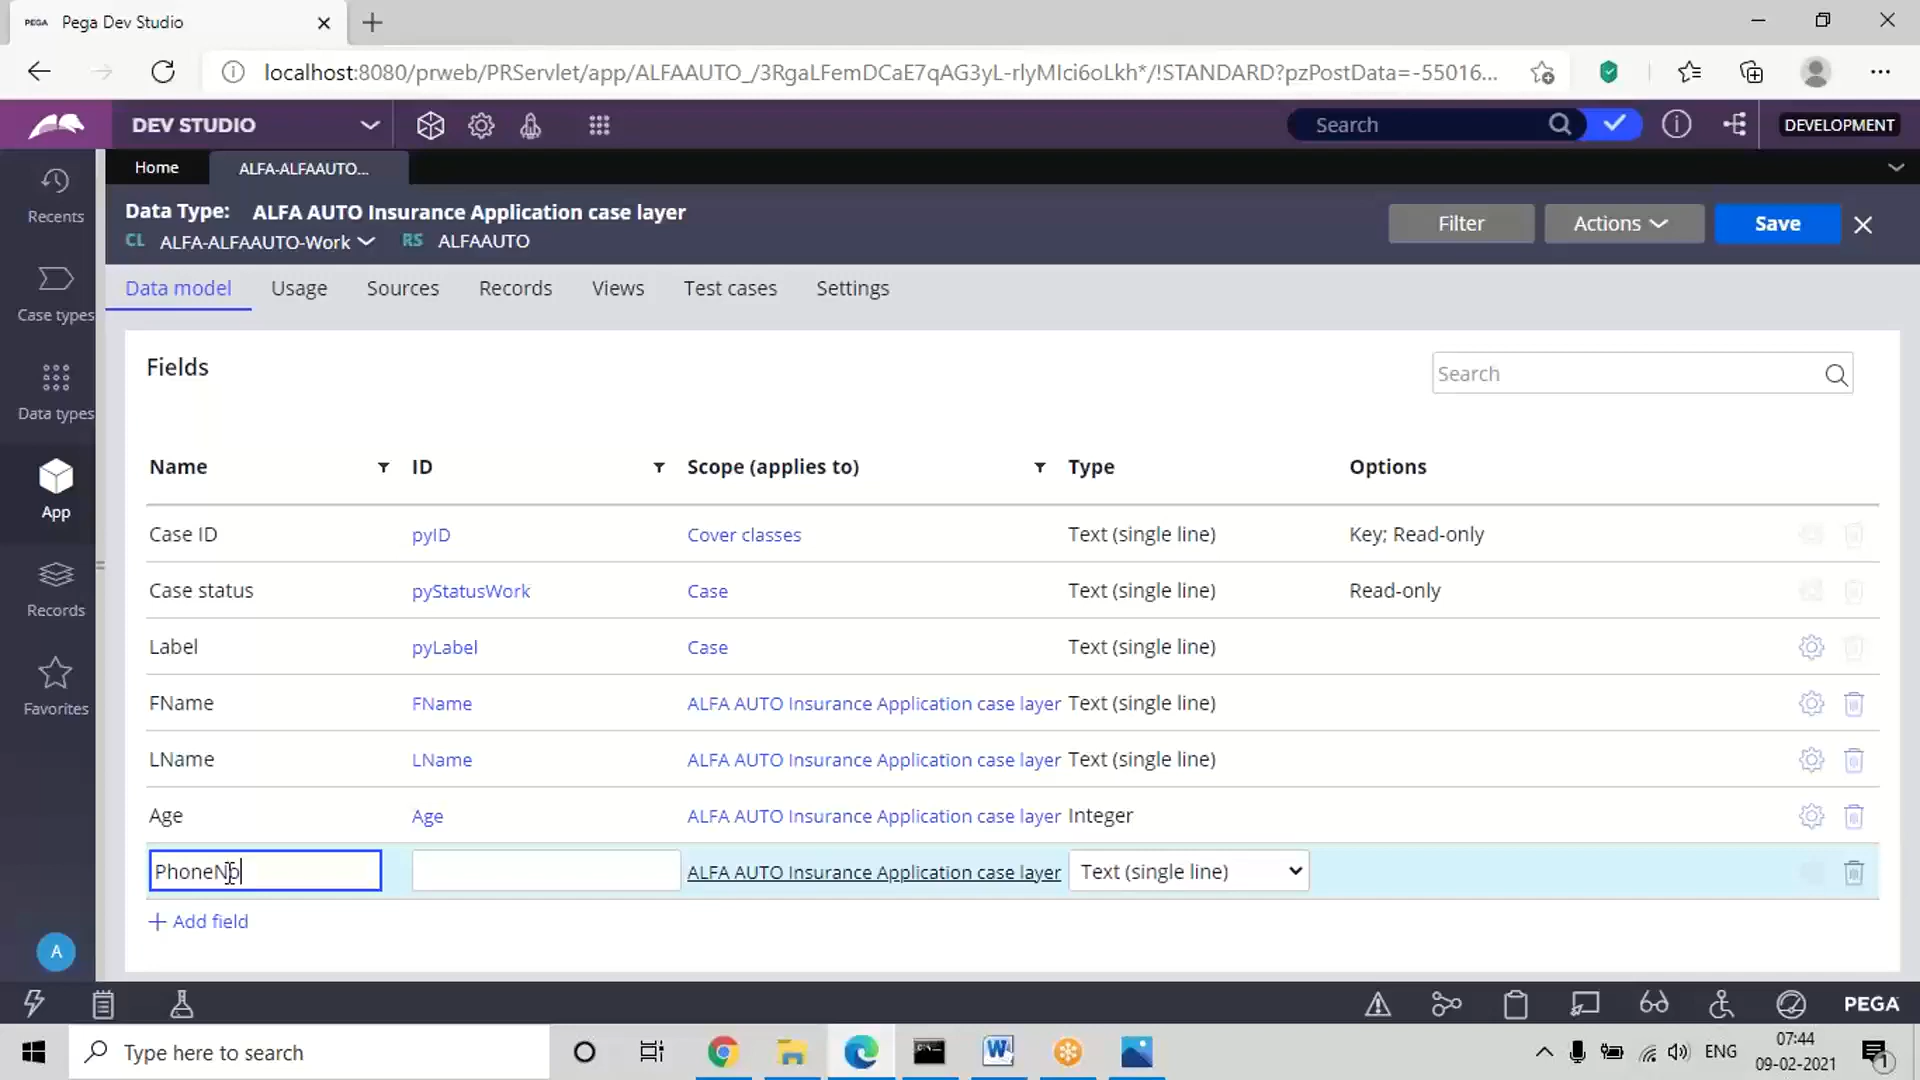 PEGA Pega Dev Studio
localhost:8080/prweb/PRServlet/app/ALFAAUTO_/3RgaLFemDCaE7qAG3yL-rlyMIci6oLkh*/!STANDARD?pzPostData=-55016...
DEV STUDIO Search DEVELOPMENT
Home ALFA-ALFAAUTO...
Data Type: ALFA AUTO Insurance Application case layer
CL ALFA-ALFAAUTO-Work RS ALFAAUTO
Filter Actions Save
Recents
Case types
Data types
App
Records
Favorites
A
Data model Usage Sources Records Views Test cases Settings
Fields Search
Name ID Scope (applies to) Type Options
Case ID pyID Cover classes Text (single line) Key; Read-only
Case status pyStatusWork Case Text (single line) Read-only
Label pyLabel Case Text (single line)
FName FName ALFA AUTO Insurance Application case layer Text (single line)
LName LName ALFA AUTO Insurance Application case layer Text (single line)
Age Age ALFA AUTO Insurance Application case layer Integer
PhoneNo ALFA AUTO Insurance Application case layer Text (single line)
+ Add field
PEGA
Type here to search W ENG 07:44
09-02-2021 1